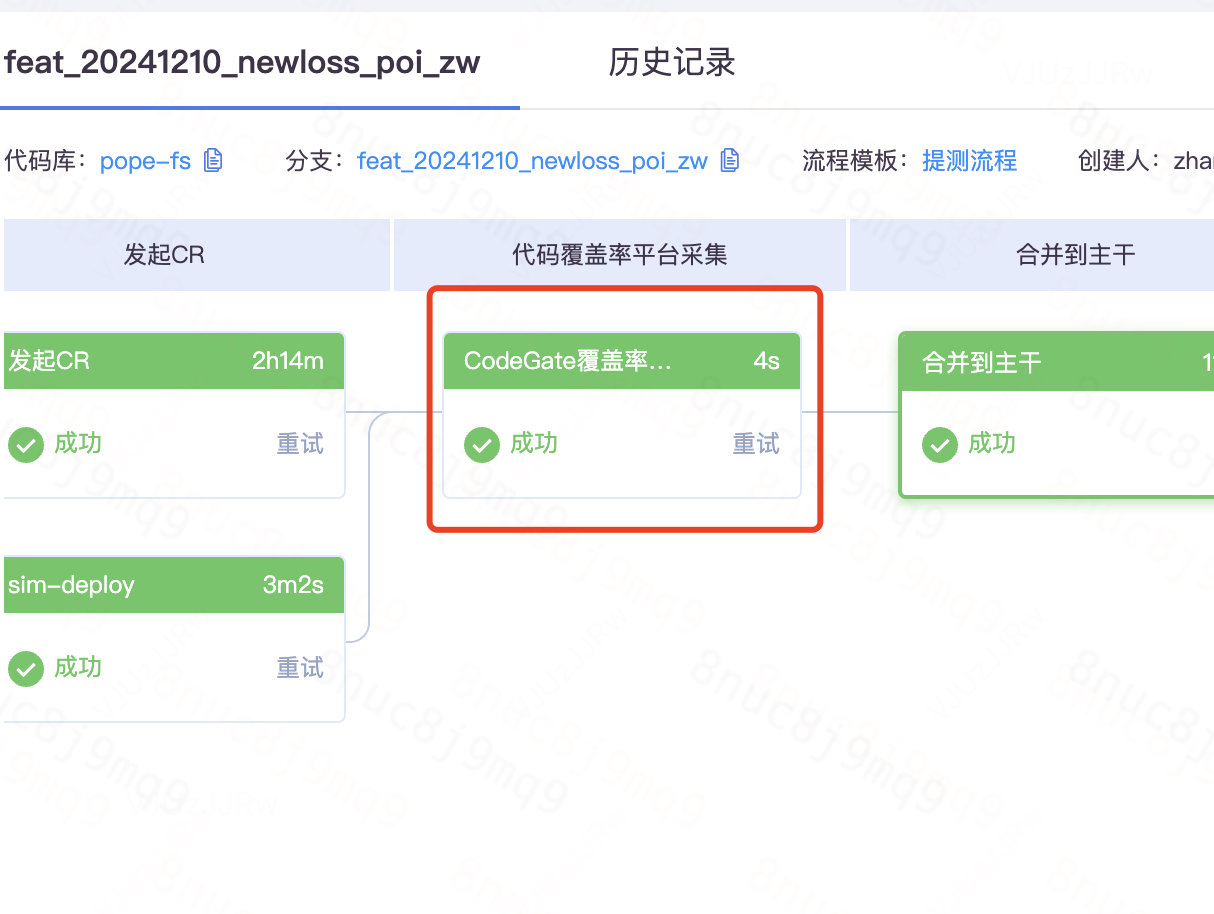 feat_20241210_newloss_poi_zw 历史记录
代码库： pope-fs 分支： feat_20241210_newloss_poi_zw 流程模板： 提测流程 创建人：
发起CR 代码覆盖率平台采集 合并到主干
发起CR 2h14m CodeGate覆盖率... 4s 合并到主干
成功 重试 成功 重试 成功
sim-deploy 3m2s
成功 重试
8nuc8j9mq9